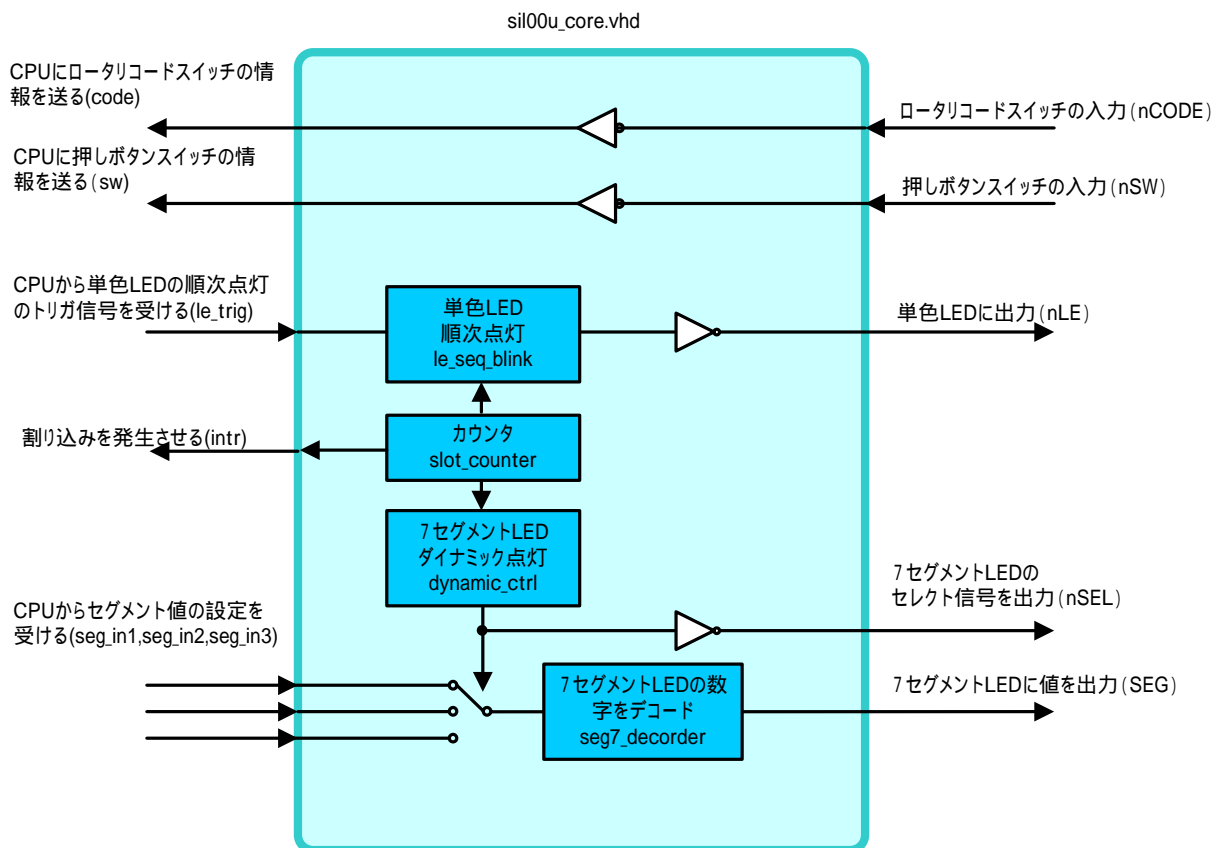 sil00u_core.vhd
CPUにロータリコードスイッチの情
報を送る(code)
ロータリコードスイッチの入力(nCODE)
CPUに押しボタンスイッチの情
報を送る(sw)
押しボタンスイッチの入力(nSW)
CPUから単色LEDの順次点灯
のトリガ信号を受ける(le_trig)
単色LED
順次点灯
le_seq_blink
単色LEDに出力(nLE)
割り込みを発生させる(intr)
カウンタ
slot_counter
7セグメントLED
ダイナミック点灯
dynamic_ctrl
7セグメントLEDの
セレクト信号を出力(nSEL)
CPUからセグメント値の設定を
受ける(seg_in1,seg_in2,seg_in3)
7セグメントLEDの数
字をデコード
seg7_decorder
7セグメントLEDに値を出力(SEG)